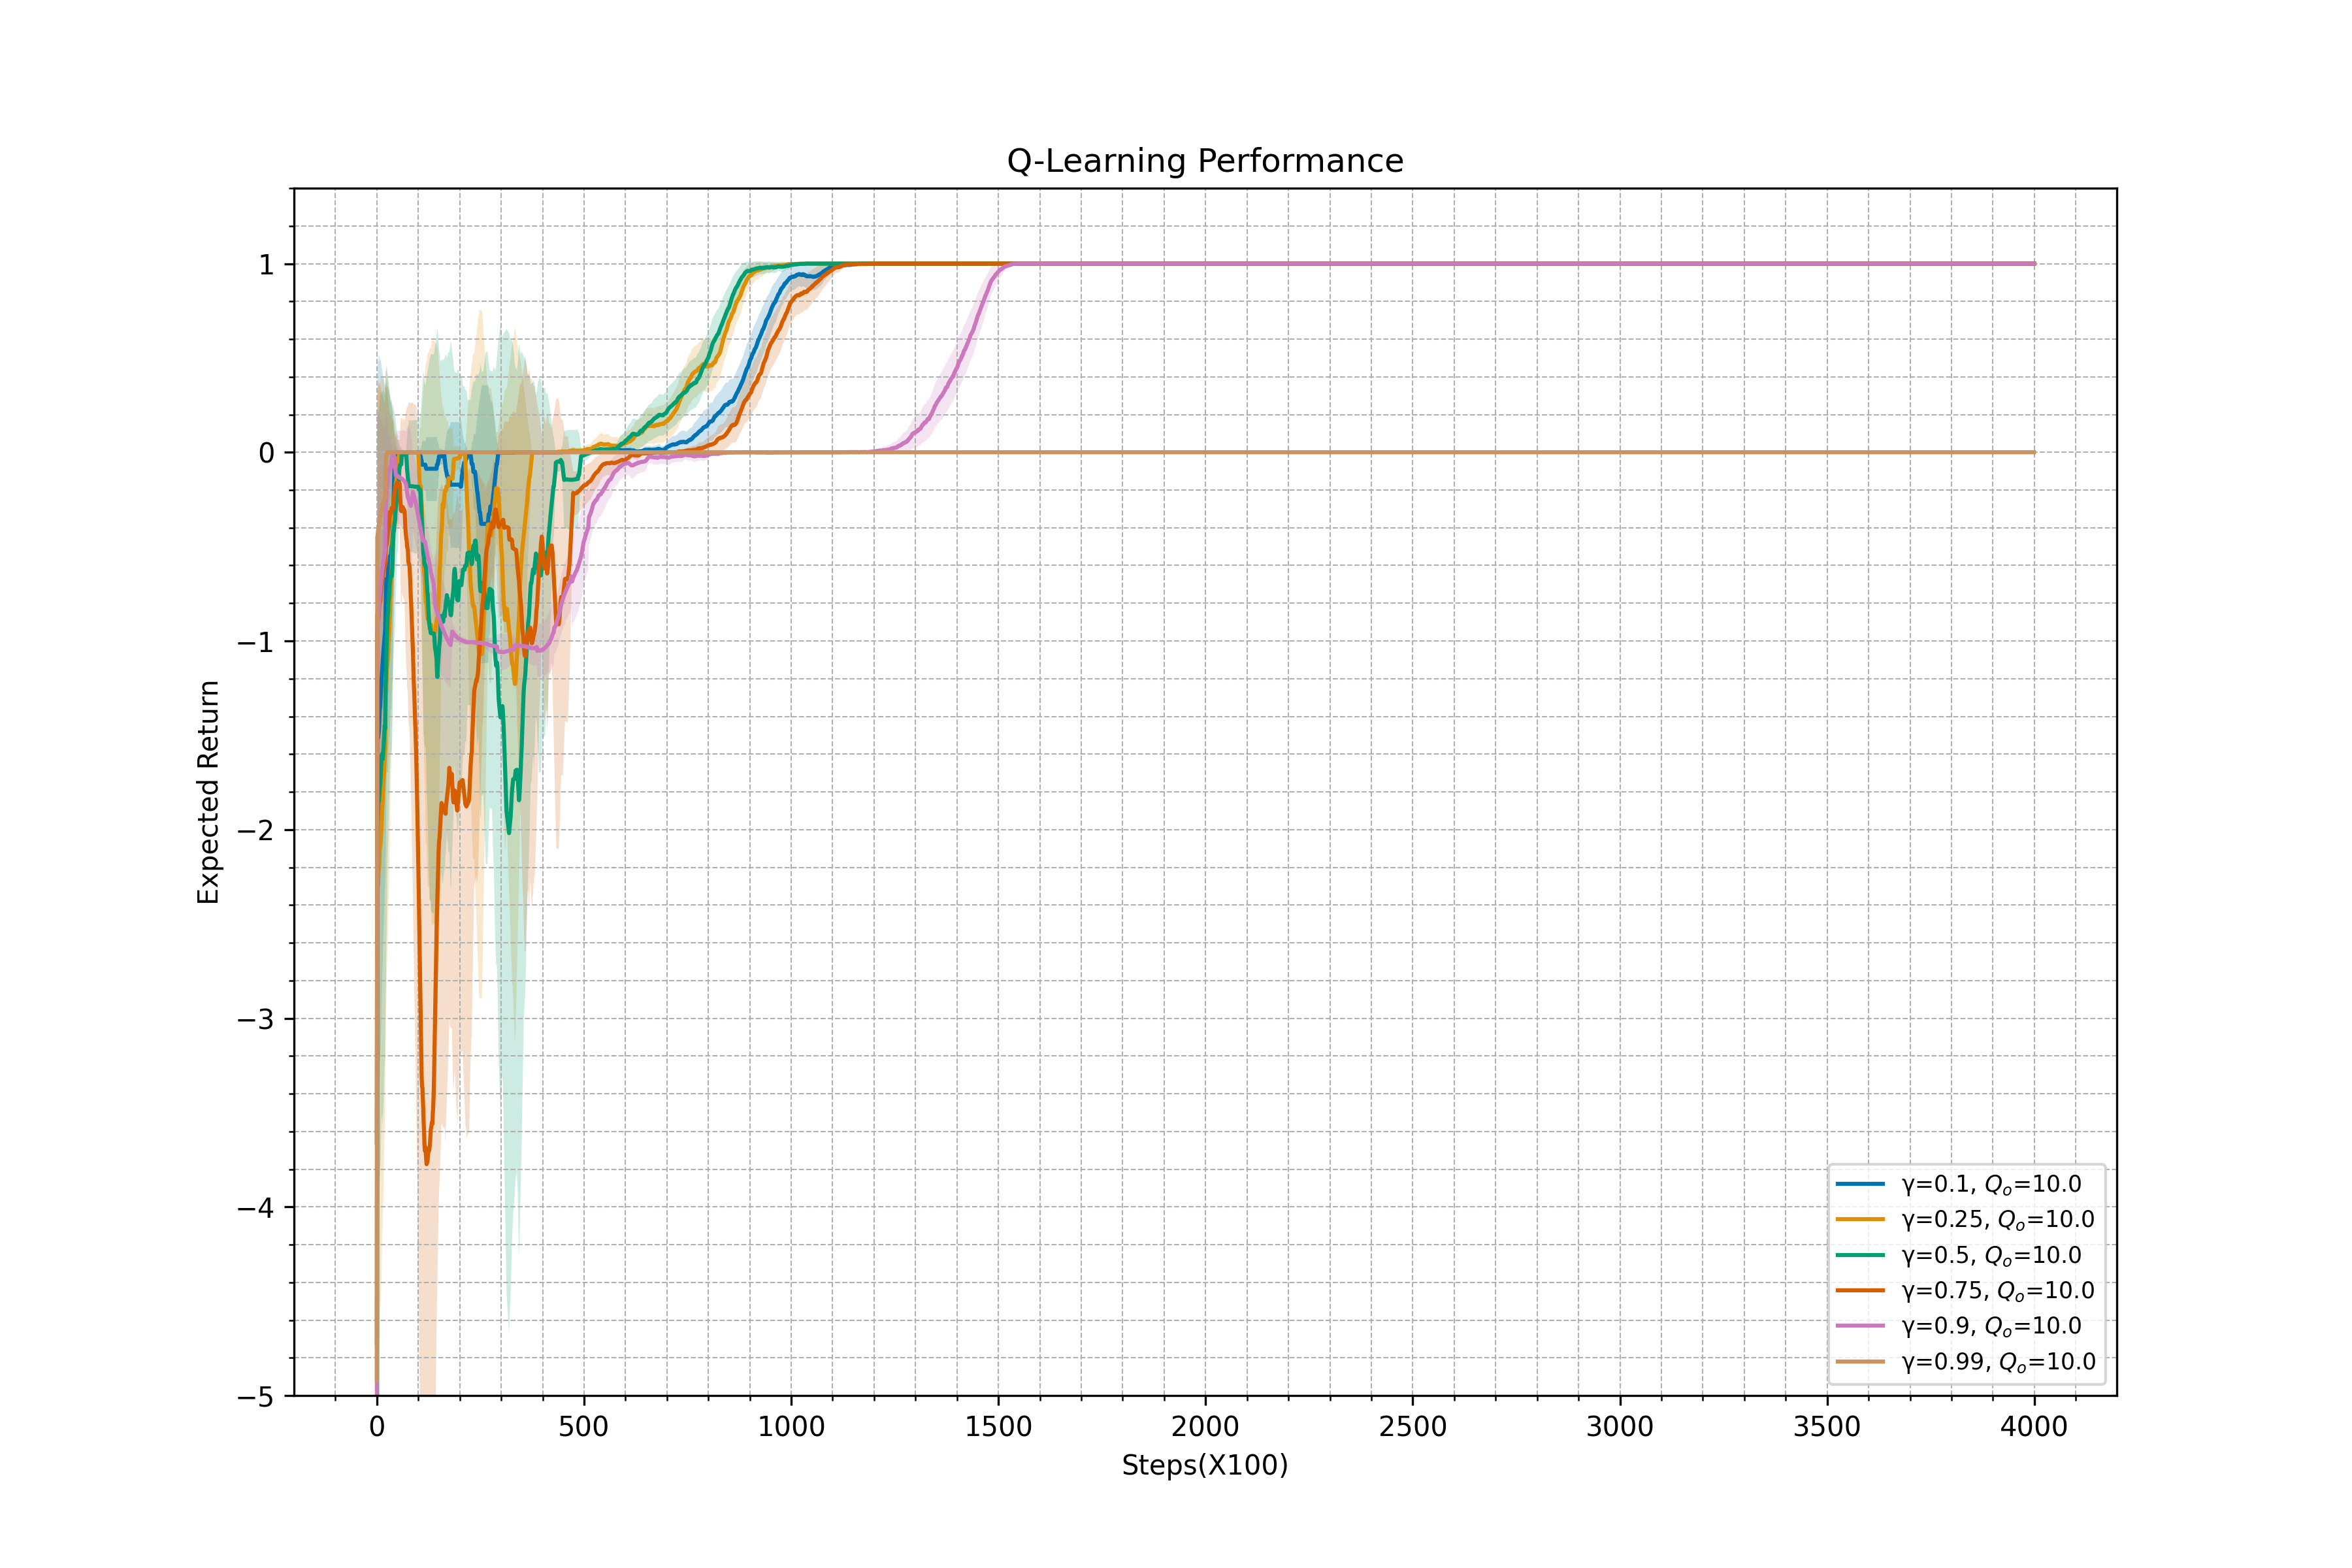 Q-Learning Performance
1
0
−1
−2
−3
−4
−5
Expected Return
0 500 1000 1500 2000 2500 3000 3500 4000
Steps(X100)
γ=0.1, Qo=10.0
γ=0.25, Qo=10.0
γ=0.5, Qo=10.0
γ=0.75, Qo=10.0
γ=0.9, Qo=10.0
γ=0.99, Qo=10.0